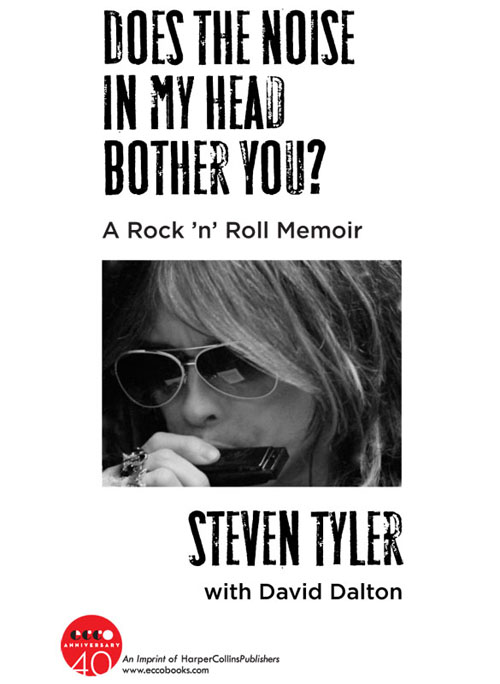 DOES THE NOISE
IN MY HEAD
BOTHER YOU?
A Rock ’n’ Roll Memoir
STEVEN TYLER
with David Dalton
ecco
ANNIVERSARY
40
An Imprint of HarperCollinsPublishers
www.eccobooks.com